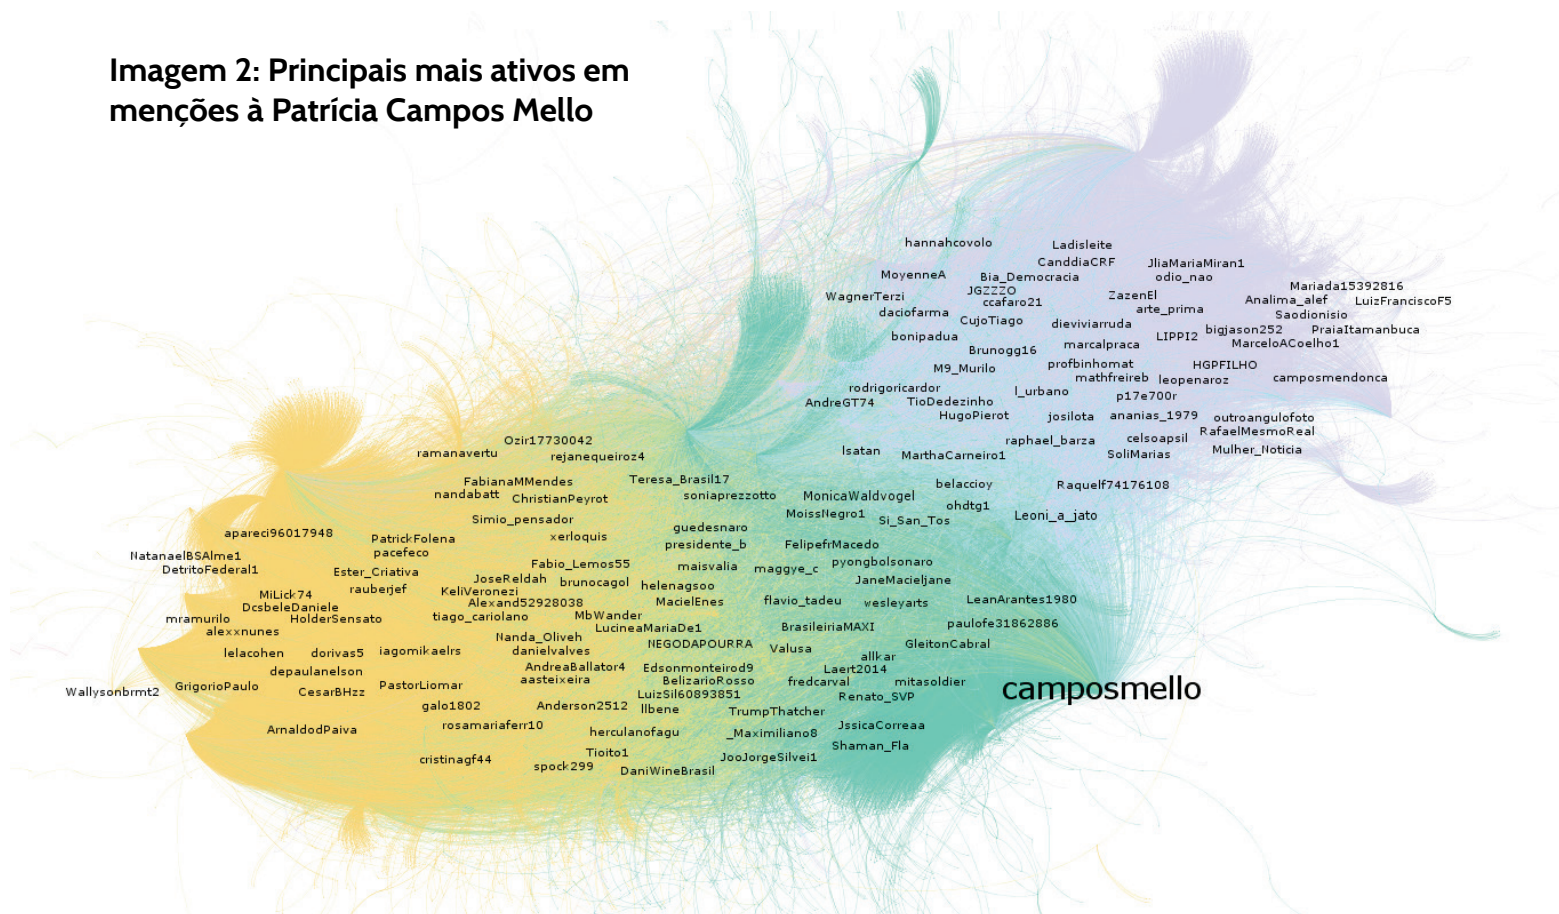 Imagem 2: Principais mais ativos em
menções à Patrícia Campos Mello
hannahcovolo
Ladisleite
CanddiaCRF
JliaMariaMiran1
MoyenneA
Bia_Democracia
odio_nao
Mariada15392816
WagnerTerzi
JGZZZO
ccafaro21
ZazenEl
Analima_alef
LuizFranciscoF5
daciofarma
arte_prima
Saodionisio
CujoTiago
dieviviarruda
bigjason252
PraiaItamanbuca
bonipadua
LIPPI2
MarceloACoelho1
Brunogg16
marcalpraca
M9_Murilo
profbinhomat
HGPFILHO
mathfreireb
leopenaroz
camposmendonca
rodrigoricardor
l_urbano
p17e700r
AndreGT74
TioDedezinho
HugoPierot
josilota
ananias_1979
outroangulofoto
RafaelMesmoReal
Ozir17730042
raphael_barza
celsoapsil
ramanavertu
rejanequeiroz4
lsatan
MarthaCarneiro1
SoliMarias
Mulher_Noticia
FabianaMMendes
Teresa_Brasil17
belaccioy
Raquelf74176108
nandabatt
ChristianPeyrot
soniaprezzotto
MonicaWaldvogel
ohdtg1
Simio_pensador
MoissNegro1
Si_San_Tos
Leoni_a_jato
apareci96017948
PatrickFolena
xerloquis
guedesnaro
NatanaelBSAlme1
pacefeco
presidente_b
FelipefrMacedo
DetritoFederal1
Ester_Criativa
Fabio_Lemos55
maisvalia
maggye_c
pyongbolsonaro
MiLick74
rauberjef
JoseReldah
brunocagol
helenagsoo
JaneMacieljane
KeliVeronezi
DcsbeleDaniele
Alexand52928038
MacielEnes
flavio_tadeu
wesleyarts
LeanArantes1980
mramurilo
HolderSensato
tiago_cariolano
MbWander
alexxnunes
LucineaMariaDe1
BrasileiriaMAXI
paulofe31862886
Nanda_Oliveh
lelacohen
dorivas5
iagomikaelrs
danielvalves
NEGODAPOURRA
Valusa
GleitonCabral
depaulanelson
AndreaBallator4
Edsonmonteirod9
allkar
Laert2014
Wallysonbrmt2
GrigorioPaulo
CesarBHzz
PastorLiomar
aasteixeira
BelizarioRosso
fredcarval
mitasoldier
camposmello
galo1802
Anderson2512
LuizSil60893851
Renato_SVP
llbene
TrumpThatcher
ArnaldodPaiva
rosamariaferr10
herculanofagu
_Maximiliano8
JssicaCorreaa
cristinagf44
Tioito1
JooJorgeSilvei1
Shaman_Fla
spock299
DaniWineBrasil